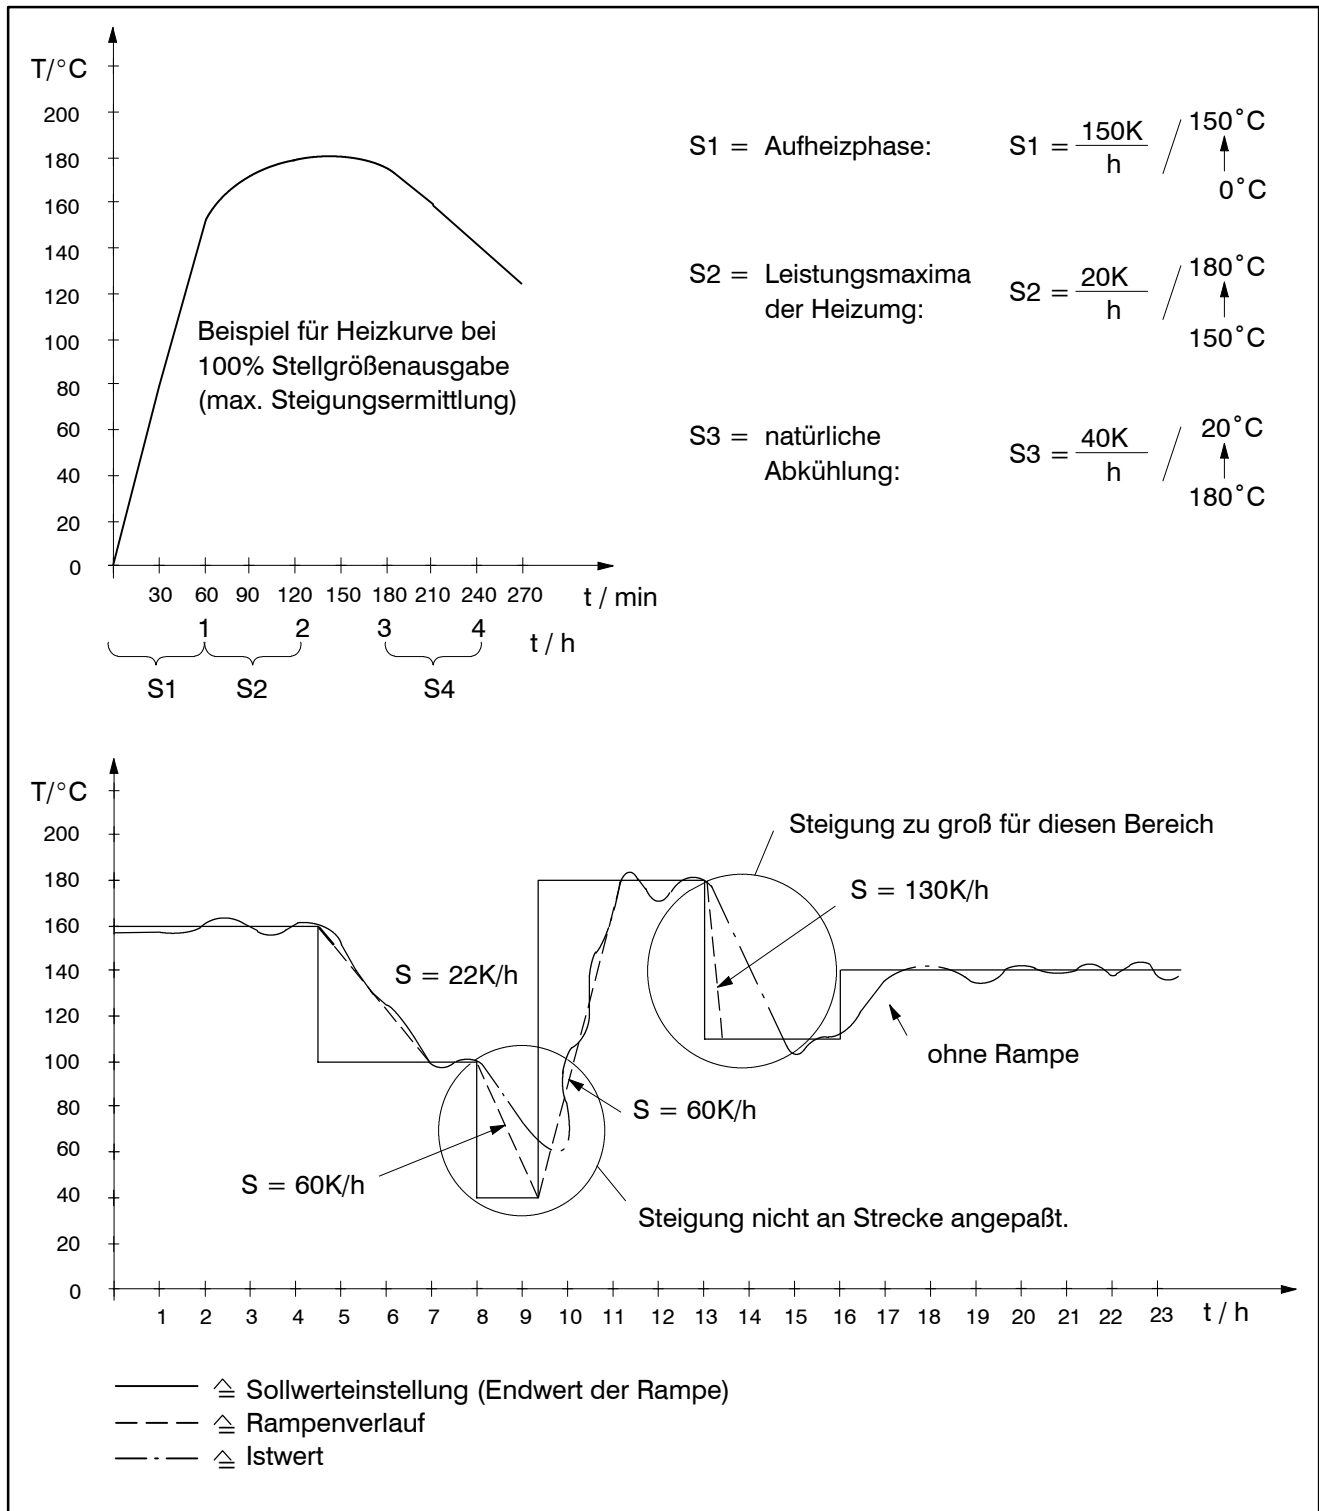 T/°C
200
180
160
140
120
100
80
60
40
20
0
Beispiel für Heizkurve bei
100% Stellgrößenausgabe
(max. Steigungsermittlung)
30 60 90 120 150 180 210 240 270 t / min
1 2 3 4 t / h
S1 S2 S4
S1 = Aufheizphase: S1 = 150K / h / 150°C
0°C
S2 = Leistungsmaxima
der Heizumg: S2 = 20K / h / 180°C
150°C
S3 = natürliche
Abkühlung: S3 = 40K / h / 20°C
180°C
T/°C
200
180
160
140
120
100
80
60
40
20
0
Steigung zu groß für diesen Bereich
S = 130K/h
S = 22K/h
ohne Rampe
S = 60K/h
S = 60K/h
Steigung nicht an Strecke angepaßt.
1 2 3 4 5 6 7 8 9 10 11 12 13 14 15 16 17 18 19 20 21 22 23 t / h
≙ Sollwerteinstellung (Endwert der Rampe)
≙ Rampenverlauf
≙ Istwert